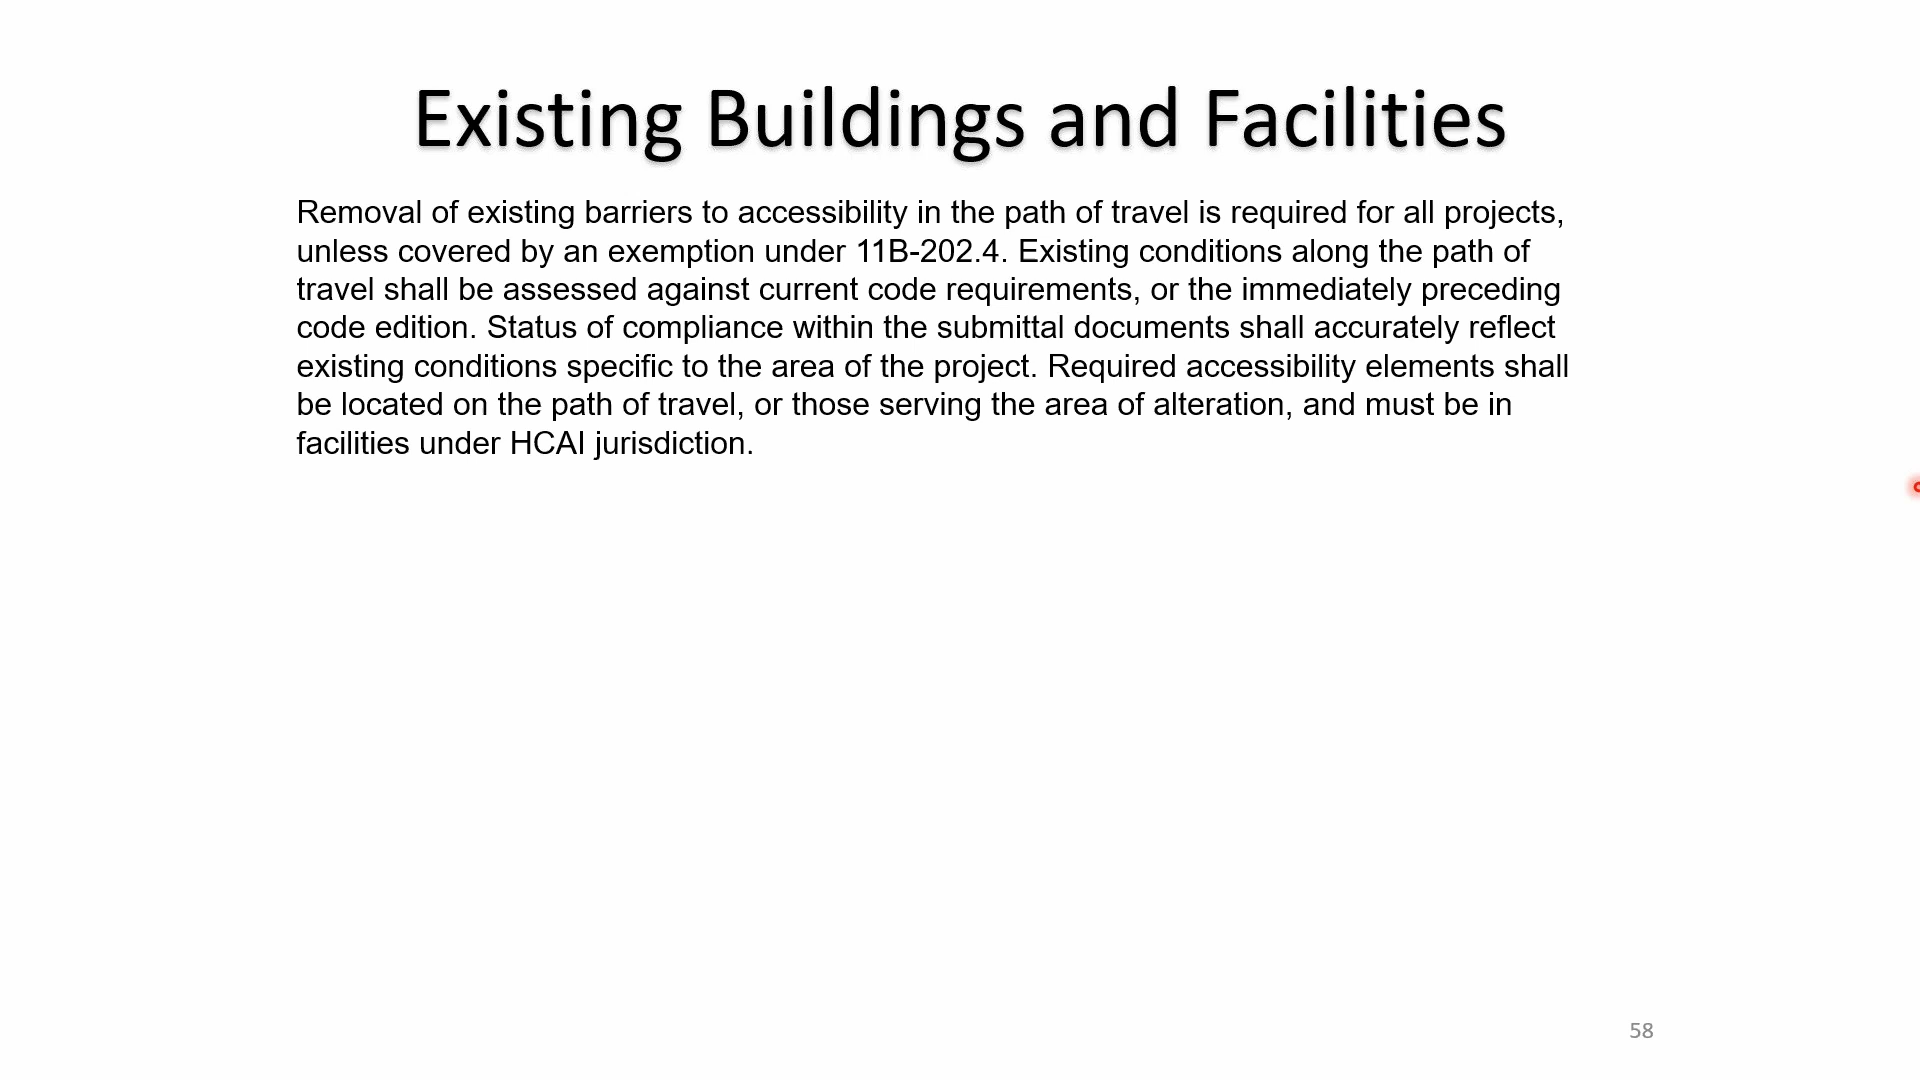 Existing Buildings and Facilities
Removal of existing barriers to accessibility in the path of travel is required for all projects,
unless covered by an exemption under 11B-202.4. Existing conditions along the path of
travel shall be assessed against current code requirements, or the immediately preceding
code edition. Status of compliance within the submittal documents shall accurately reflect
existing conditions specific to the area of the project. Required accessibility elements shall
be located on the path of travel, or those serving the area of alteration, and must be in
facilities under HCAI jurisdiction.
58